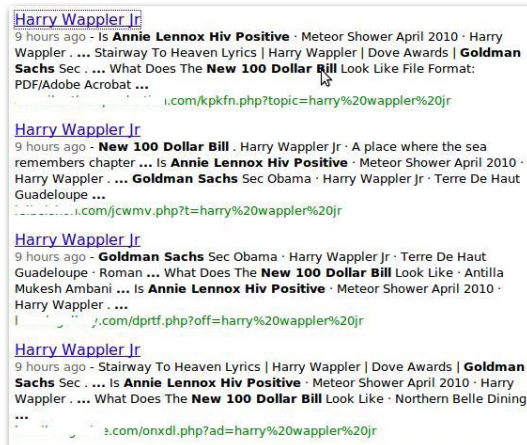 Harry Wappler Jr
9 hours ago - Is Annie Lennox Hiv Positive · Meteor Shower April 2010 · Harry
Wappler . ... Stairway To Heaven Lyrics | Harry Wappler | Dove Awards | Goldman
Sachs Sec . ... What Does The New 100 Dollar Bill Look Like File Format:
PDF/Adobe Acrobat ...
.com/kpkfn.php?topic=harry%20wappler%20jr
Harry Wappler Jr
9 hours ago - New 100 Dollar Bill . Harry Wappler Jr · A place where the sea
remembers chapter ... Is Annie Lennox Hiv Positive · Meteor Shower April 2010 ·
Harry Wappler . ... Goldman Sachs Sec Obama · Harry Wappler Jr · Terre De Haut
Guadeloupe ...
.com/jcwmv.php?t=harry%20wappler%20jr
Harry Wappler Jr
9 hours ago - Goldman Sachs Sec Obama · Harry Wappler Jr · Terre De Haut
Guadeloupe · Roman ... What Does The New 100 Dollar Bill Look Like · Antilla
Mukesh Ambani ... Is Annie Lennox Hiv Positive · Meteor Shower April 2010 ·
Harry Wappler . ...
.com/dprtf.php?off=harry%20wappler%20jr
Harry Wappler Jr
9 hours ago - Stairway To Heaven Lyrics | Harry Wappler | Dove Awards | Goldman
Sachs Sec . ... Is Annie Lennox Hiv Positive · Meteor Shower April 2010 · Harry
Wappler . ... What Does The New 100 Dollar Bill Look Like · Northern Belle Dining
...
e.com/onxdl.php?ad=harry%20wappler%20jr